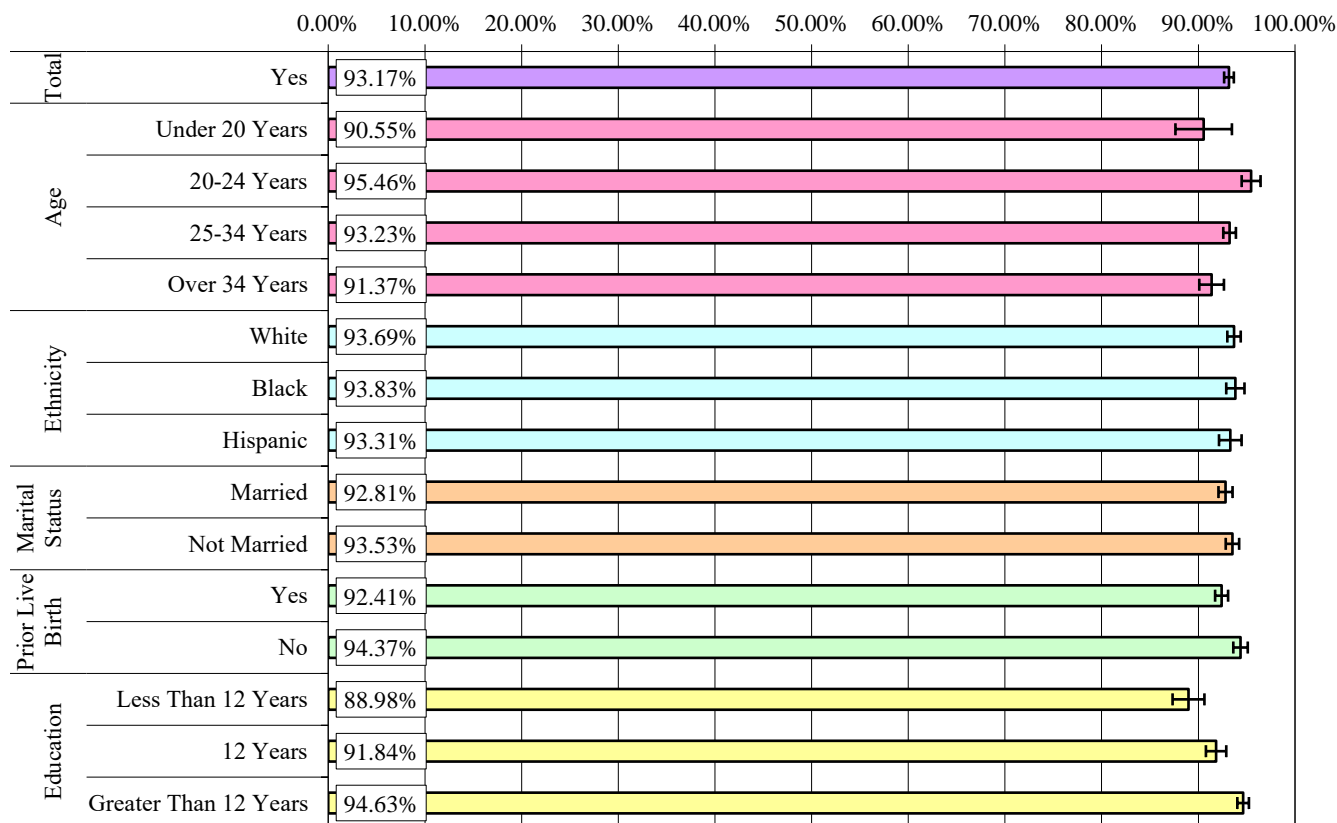 0.00% 10.00% 20.00% 30.00% 40.00% 50.00% 60.00% 70.00% 80.00% 90.00% 100.00%
Total
Yes 93.17%
Age
Under 20 Years 90.55%
20-24 Years 95.46%
25-34 Years 93.23%
Over 34 Years 91.37%
Ethnicity
White 93.69%
Black 93.83%
Hispanic 93.31%
Marital
Status
Married 92.81%
Not Married 93.53%
Prior Live
Birth
Yes 92.41%
No 94.37%
Education
Less Than 12 Years 88.98%
12 Years 91.84%
Greater Than 12 Years 94.63%